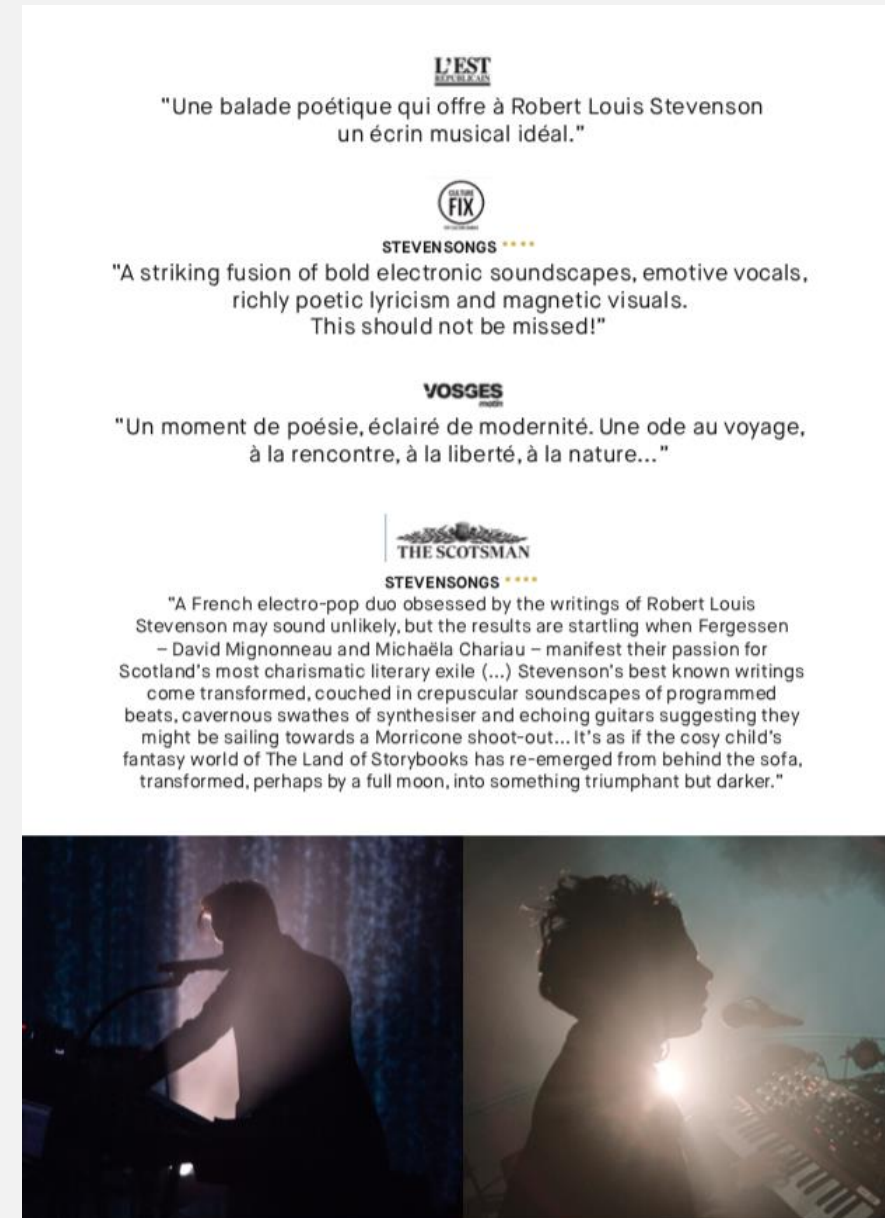 L'EST
RÉPUBLICAIN
"Une balade poétique qui offre à Robert Louis Stevenson
un écrin musical idéal."
CULTURE
FIX
STEVENSONGS ****
"A striking fusion of bold electronic soundscapes, emotive vocals,
richly poetic lyricism and magnetic visuals.
This should not be missed!"
VOSGES
matin
"Un moment de poésie, éclairé de modernité. Une ode au voyage,
à la rencontre, à la liberté, à la nature..."
THE SCOTSMAN
STEVENSONGS ****
"A French electro-pop duo obsessed by the writings of Robert Louis
Stevenson may sound unlikely, but the results are startling when Fergessen
– David Mignonneau and Michaëla Chariau – manifest their passion for
Scotland's most charismatic literary exile (...) Stevenson's best known writings
come transformed, couched in crepuscular soundscapes of programmed
beats, cavernous swathes of synthesiser and echoing guitars suggesting they
might be sailing towards a Morricone shoot-out... It's as if the cosy child's
fantasy world of The Land of Storybooks has re-emerged from behind the sofa,
transformed, perhaps by a full moon, into something triumphant but darker."